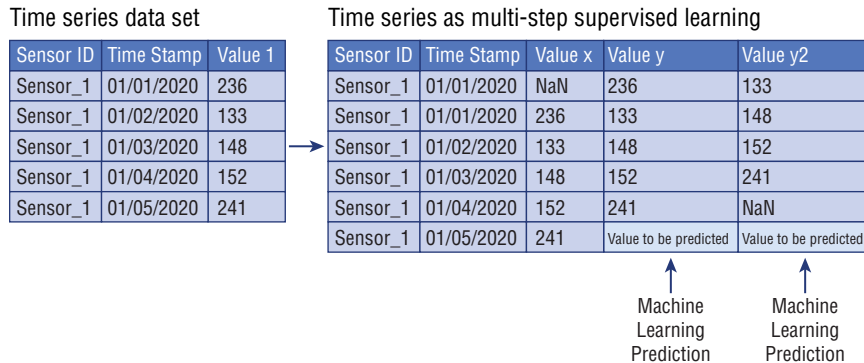 Time series data set
Sensor ID Time Stamp Value 1
Sensor_1 01/01/2020 236
Sensor_1 01/02/2020 133
Sensor_1 01/03/2020 148
Sensor_1 01/04/2020 152
Sensor_1 01/05/2020 241
Time series as multi-step supervised learning
Sensor ID Time Stamp Value x Value y Value y2
Sensor_1 01/01/2020 NaN 236 133
Sensor_1 01/01/2020 236 133 148
Sensor_1 01/02/2020 133 148 152
Sensor_1 01/03/2020 148 152 241
Sensor_1 01/04/2020 152 241 NaN
Sensor_1 01/05/2020 241 Value to be predicted Value to be predicted
Machine
Learning
Prediction
Machine
Learning
Prediction